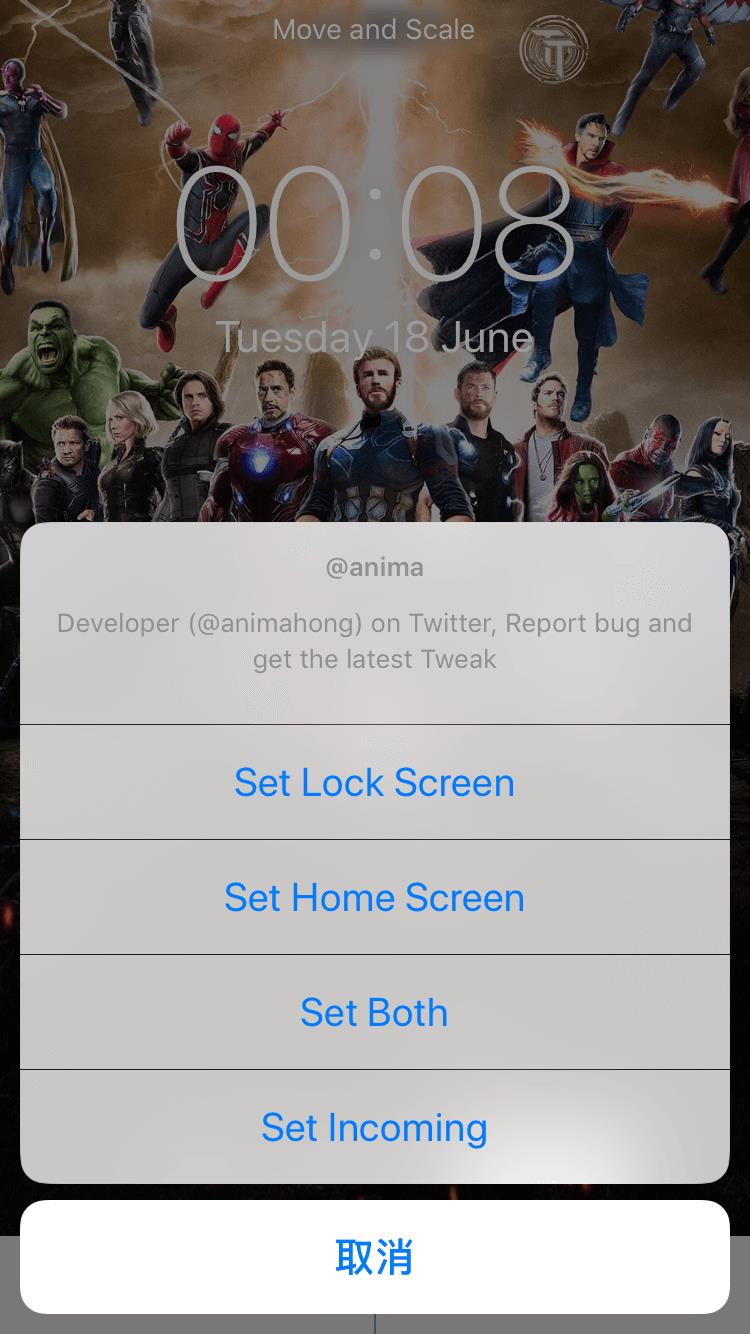 Move and Scale
00:08
Tuesday 18 June
@anima
Developer (@animahong) on Twitter, Report bug and
get the latest Tweak
Set Lock Screen
Set Home Screen
Set Both
Set Incoming
取消